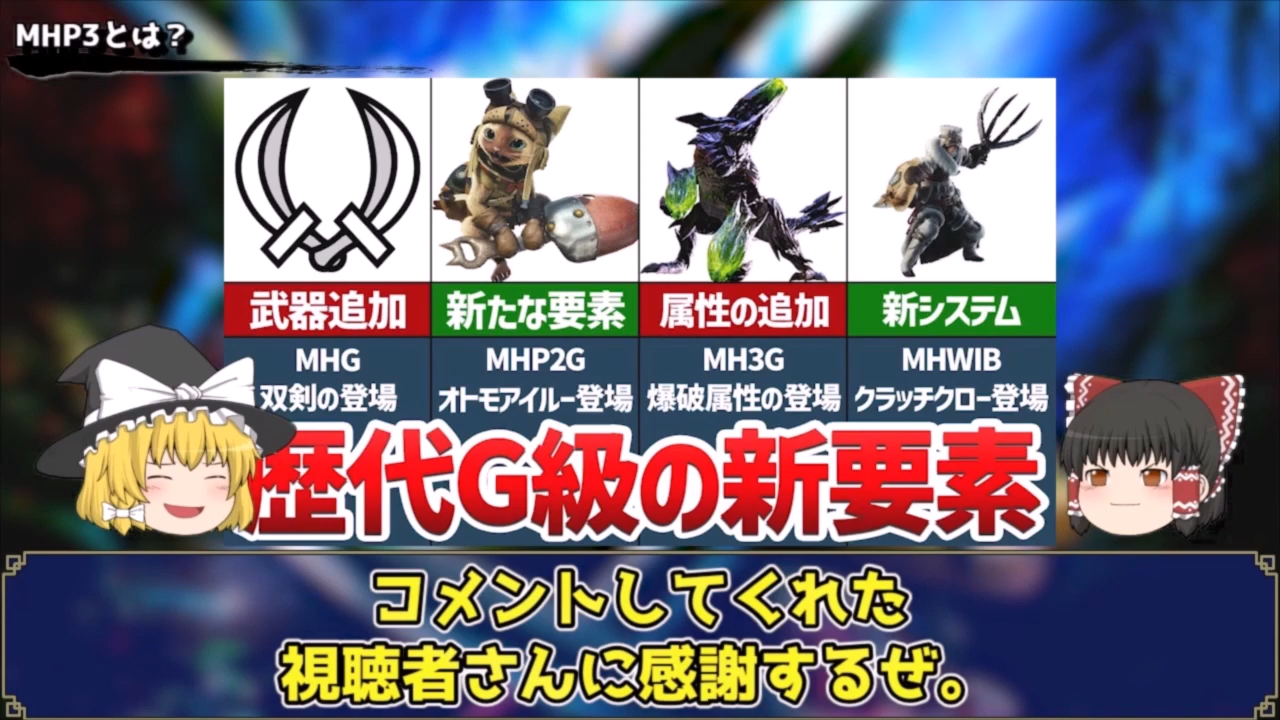 MHP3とは？
武器追加
新たな要素
属性の追加
新システム
MHG
MHP2G
MH3G
MHWIB
双剣の登場
オトモアイルー登場
爆破属性の登場
クラッチクロー登場
歴代G級の新要素
コメントしてくれた
視聴者さんに感謝するぜ。